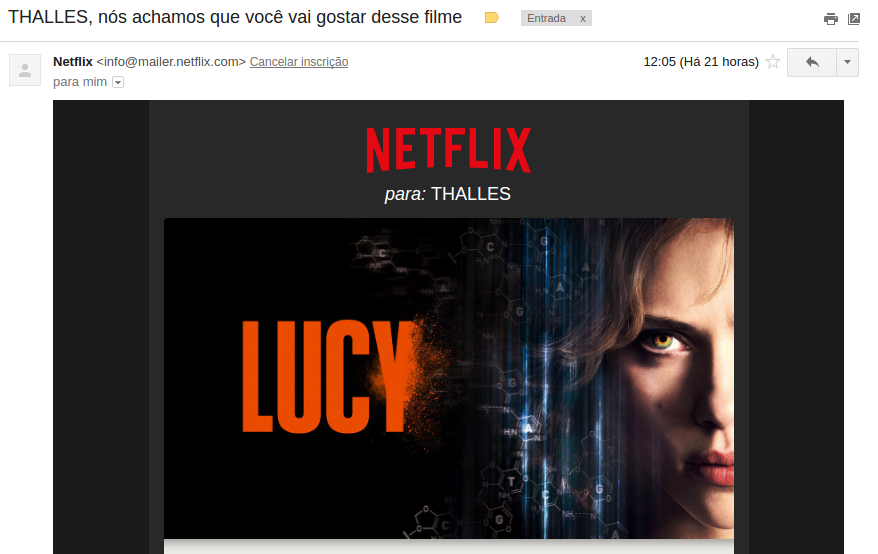 THALLES, nós achamos que você vai gostar desse filme
Entrada x
Netflix <info@mailer.netflix.com> Cancelar inscrição
12:05 (Há 21 horas)
para mim
NETFLIX
para: THALLES
LUCY